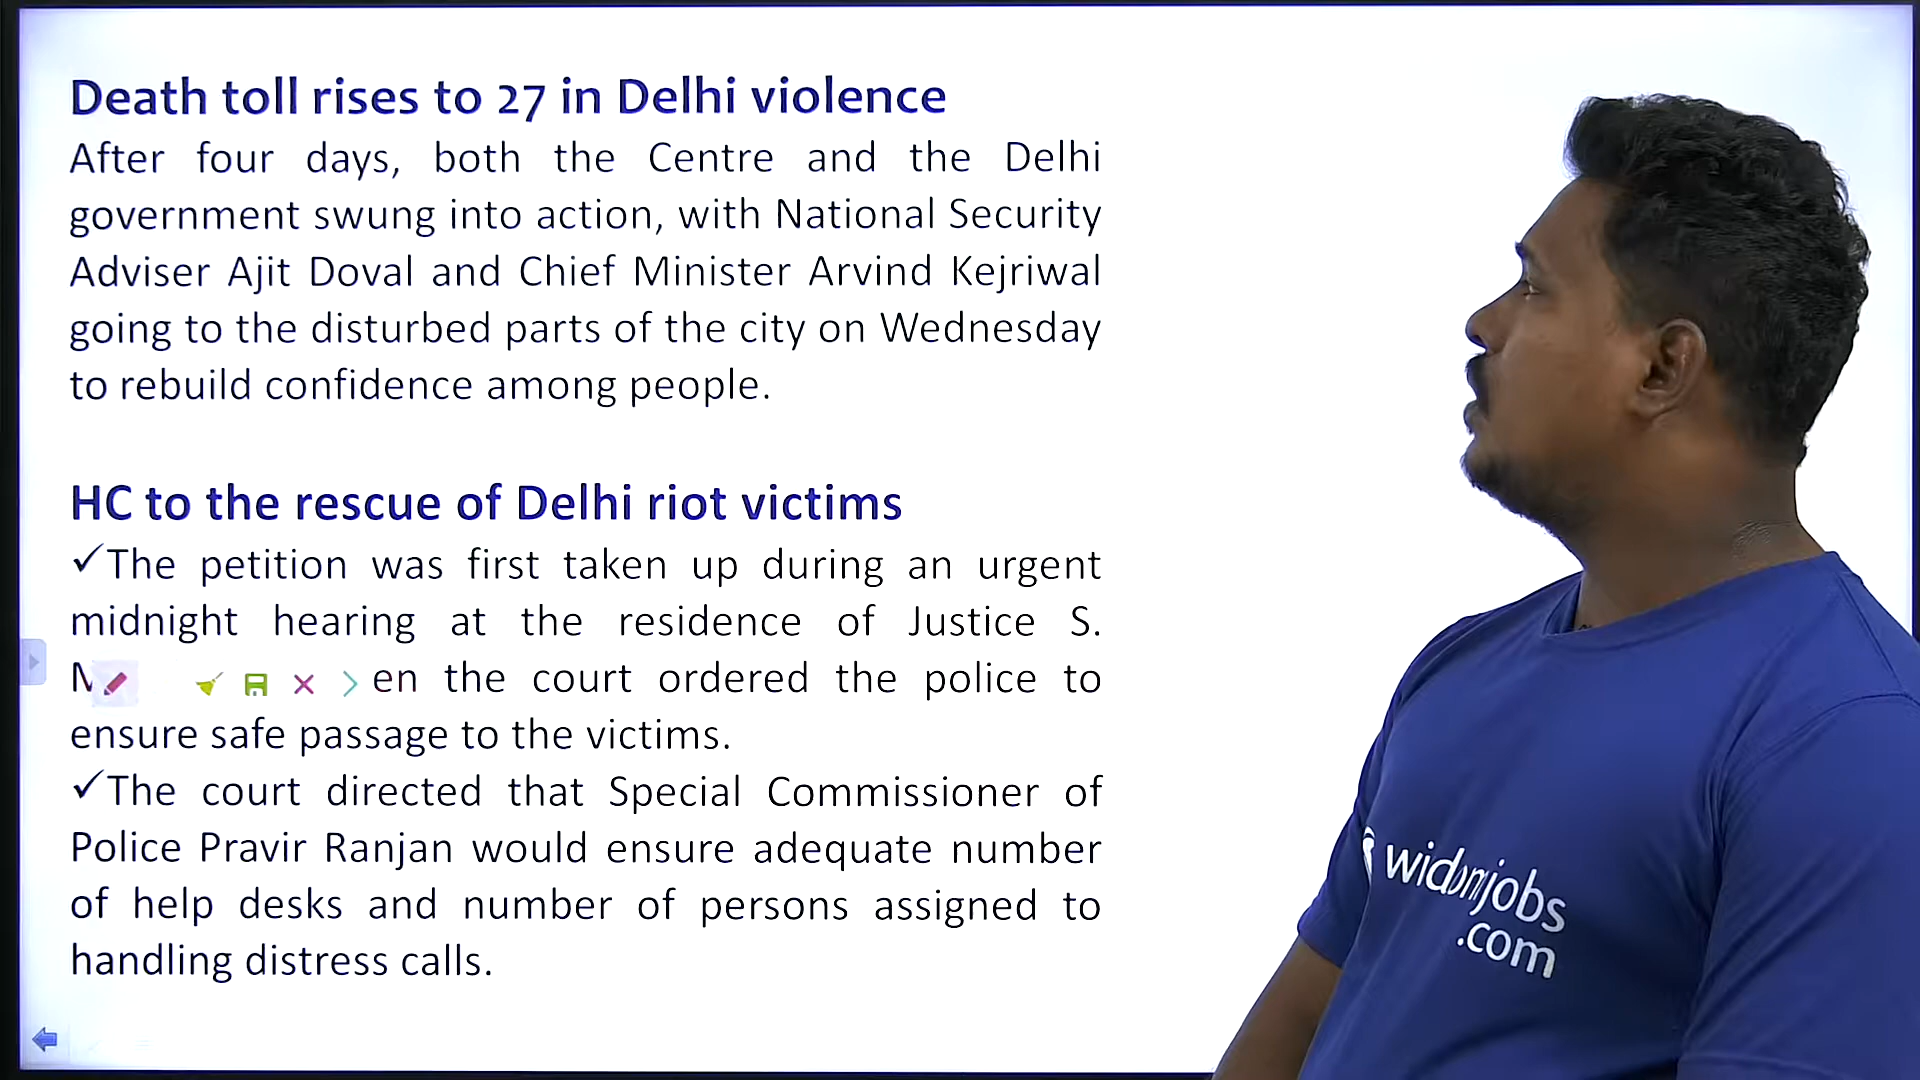 Death toll rises to 27 in Delhi violence
After four days, both the Centre and the Delhi
government swung into action, with National Security
Adviser Ajit Doval and Chief Minister Arvind Kejriwal
going to the disturbed parts of the city on Wednesday
to rebuild confidence among people.
HC to the rescue of Delhi riot victims
✓The petition was first taken up during an urgent
midnight hearing at the residence of Justice S.
the court ordered the police to
ensure safe passage to the victims.
✓The court directed that Special Commissioner of
Police Pravir Ranjan would ensure adequate number
of help desks and number of persons assigned to
handling distress calls.
wisdomjobs
.com